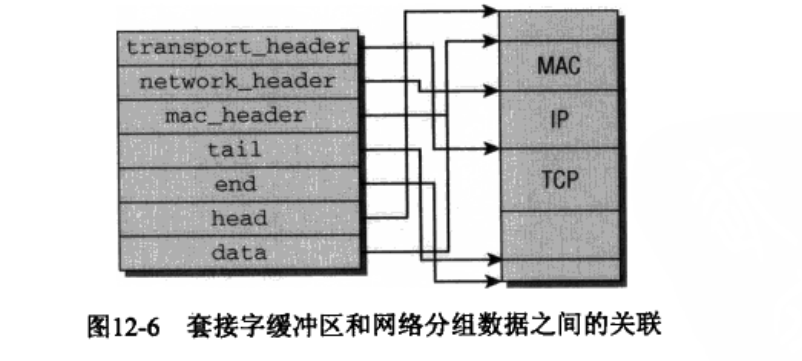 transport_header
network_header
mac_header
tail
end
head
data
MAC
IP
TCP
图12-6 套接字缓冲区和网络分组数据之间的关联